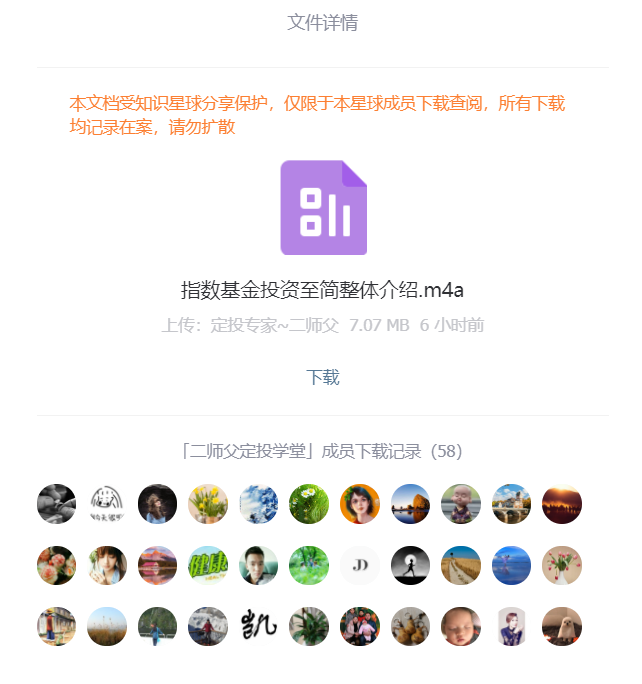 文件详情
本文档受知识星球分享保护，仅限于本星球成员下载查阅，所有下载
均记录在案，请勿扩散
指数基金投资至简整体介绍.m4a
上传：定投专家~二师父 7.07 MB 6 小时前
下载
「二师父定投学堂」成员下载记录（58）
健康
JD
凯